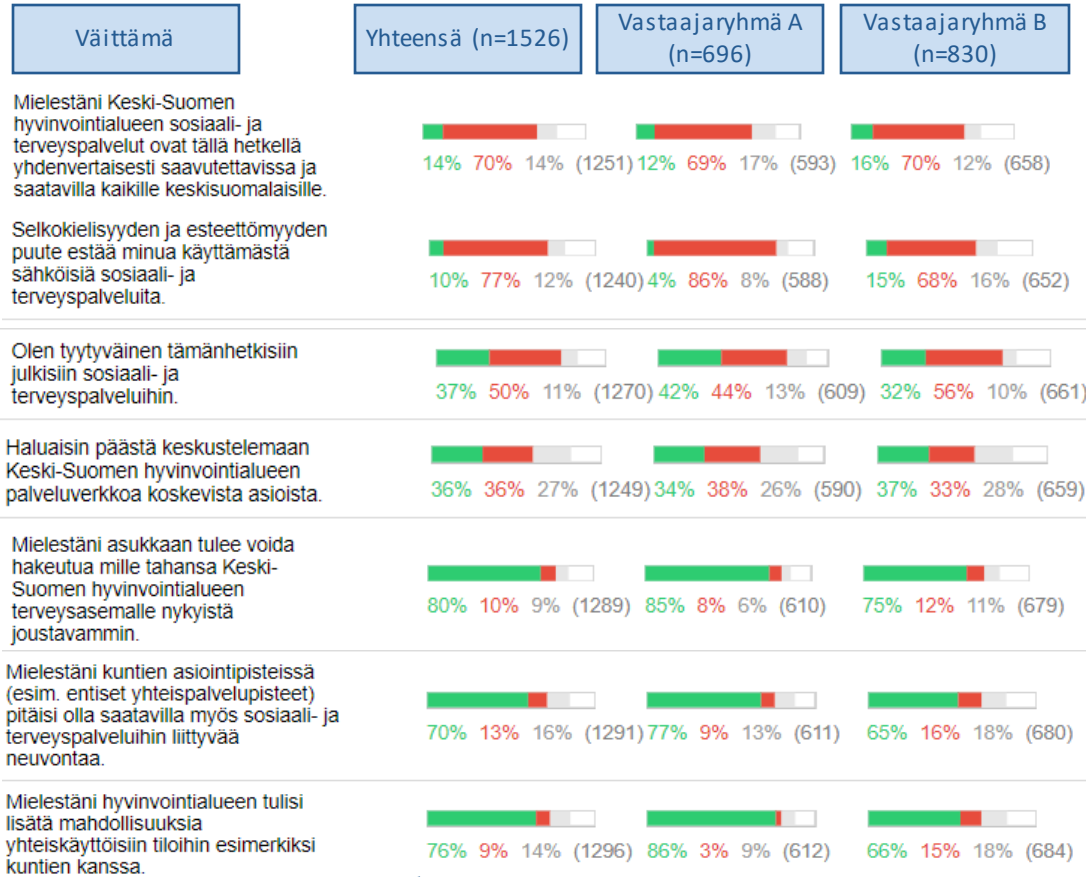 Väittämä
Yhteensä (n=1526)
Vastaajaryhmä A
(n=696)
Vastaajaryhmä B
(n=830)
Mielestäni Keski-Suomen
hyvinvointialueen sosiaali- ja
terveyspalvelut ovat tällä hetkellä
yhdenvertaisesti saavutettavissa ja
saatavilla kaikille keskisuomalaisille.
14% 70% 14% (1251) 12% 69% 17% (593) 16% 70% 12% (658)
Selkokielisyyden ja esteettömyyden
puute estää minua käyttämästä
sähköisiä sosiaali- ja
terveyspalveluita.
10% 77% 12% (1240) 4% 86% 8% (588) 15% 68% 16% (652)
Olen tyytyväinen tämänhetkisiin
julkisiin sosiaali- ja
terveyspalveluihin.
37% 50% 11% (1270) 42% 44% 13% (609) 32% 56% 10% (661)
Haluaisin päästä keskustelemaan
Keski-Suomen hyvinvointialueen
palveluverkkoa koskevista asioista.
36% 36% 27% (1249) 34% 38% 26% (590) 37% 33% 28% (659)
Mielestäni asukkaan tulee voida
hakeutua mille tahansa Keski-
Suomen hyvinvointialueen
terveysasemalle nykyistä
joustavammin.
80% 10% 9% (1289) 85% 8% 6% (610) 75% 12% 11% (679)
Mielestäni kuntien asiointipisteissä
(esim. entiset yhteispalvelupisteet)
pitäisi olla saatavilla myös sosiaali- ja
terveyspalveluihin liittyvää
neuvontaa.
70% 13% 16% (1291) 77% 9% 13% (611) 65% 16% 18% (680)
Mielestäni hyvinvointialueen tulisi
lisätä mahdollisuuksia
yhteiskäyttöisiin tiloihin esimerkiksi
kuntien kanssa.
76% 9% 14% (1296) 86% 3% 9% (612) 66% 15% 18% (684)